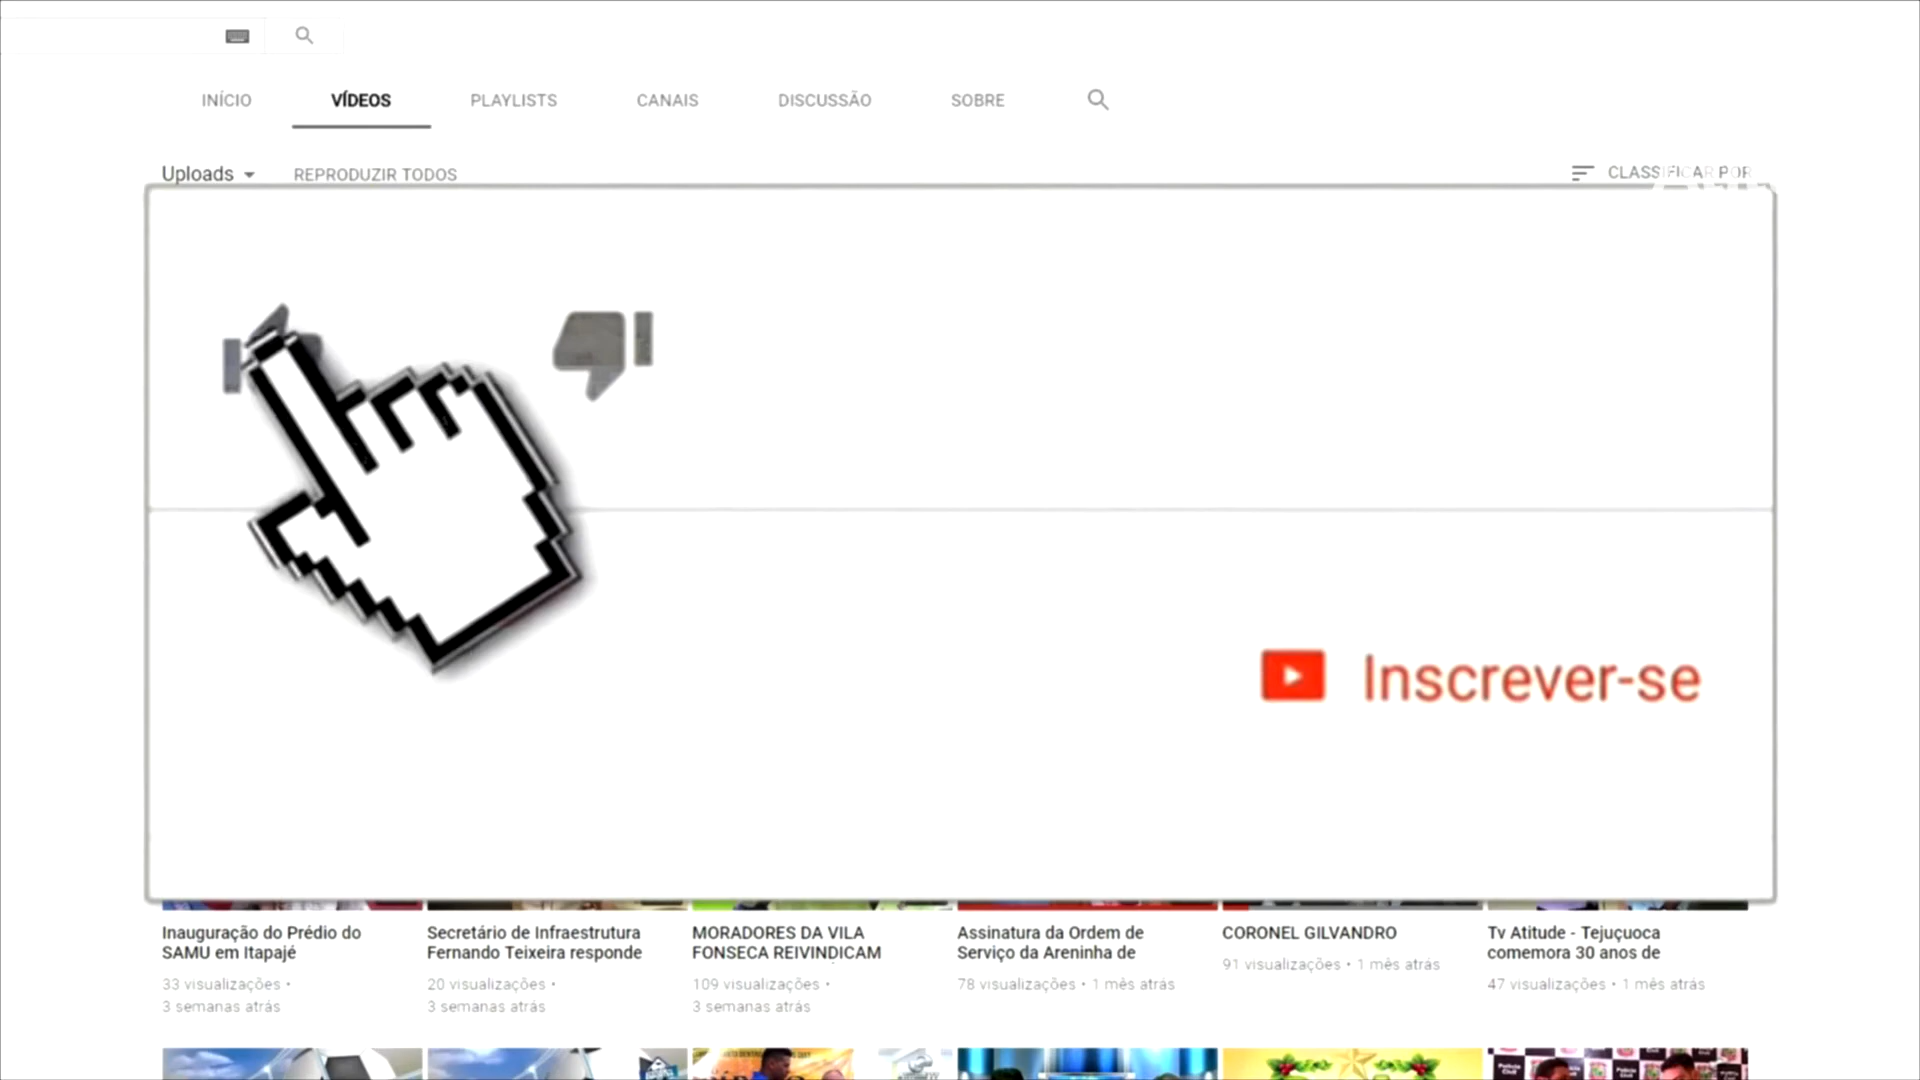 INÍCIO VÍDEOS PLAYLISTS CANAIS DISCUSSÃO SOBRE
Uploads REPRODUZIR TODOS CLASSIFICAR POR
Inscrever-se
Inauguração do Prédio do
SAMU em Itapajé
33 visualizações •
3 semanas atrás
Secretário de Infraestrutura
Fernando Teixeira responde
20 visualizações •
3 semanas atrás
MORADORES DA VILA
FONSECA REIVINDICAM
109 visualizações •
3 semanas atrás
Assinatura da Ordem de
Serviço da Areninha de
78 visualizações • 1 mês atrás
CORONEL GILVANDRO
91 visualizações • 1 mês atrás
Tv Atitude - Tejuçuoca
comemora 30 anos de
47 visualizações • 1 mês atrás